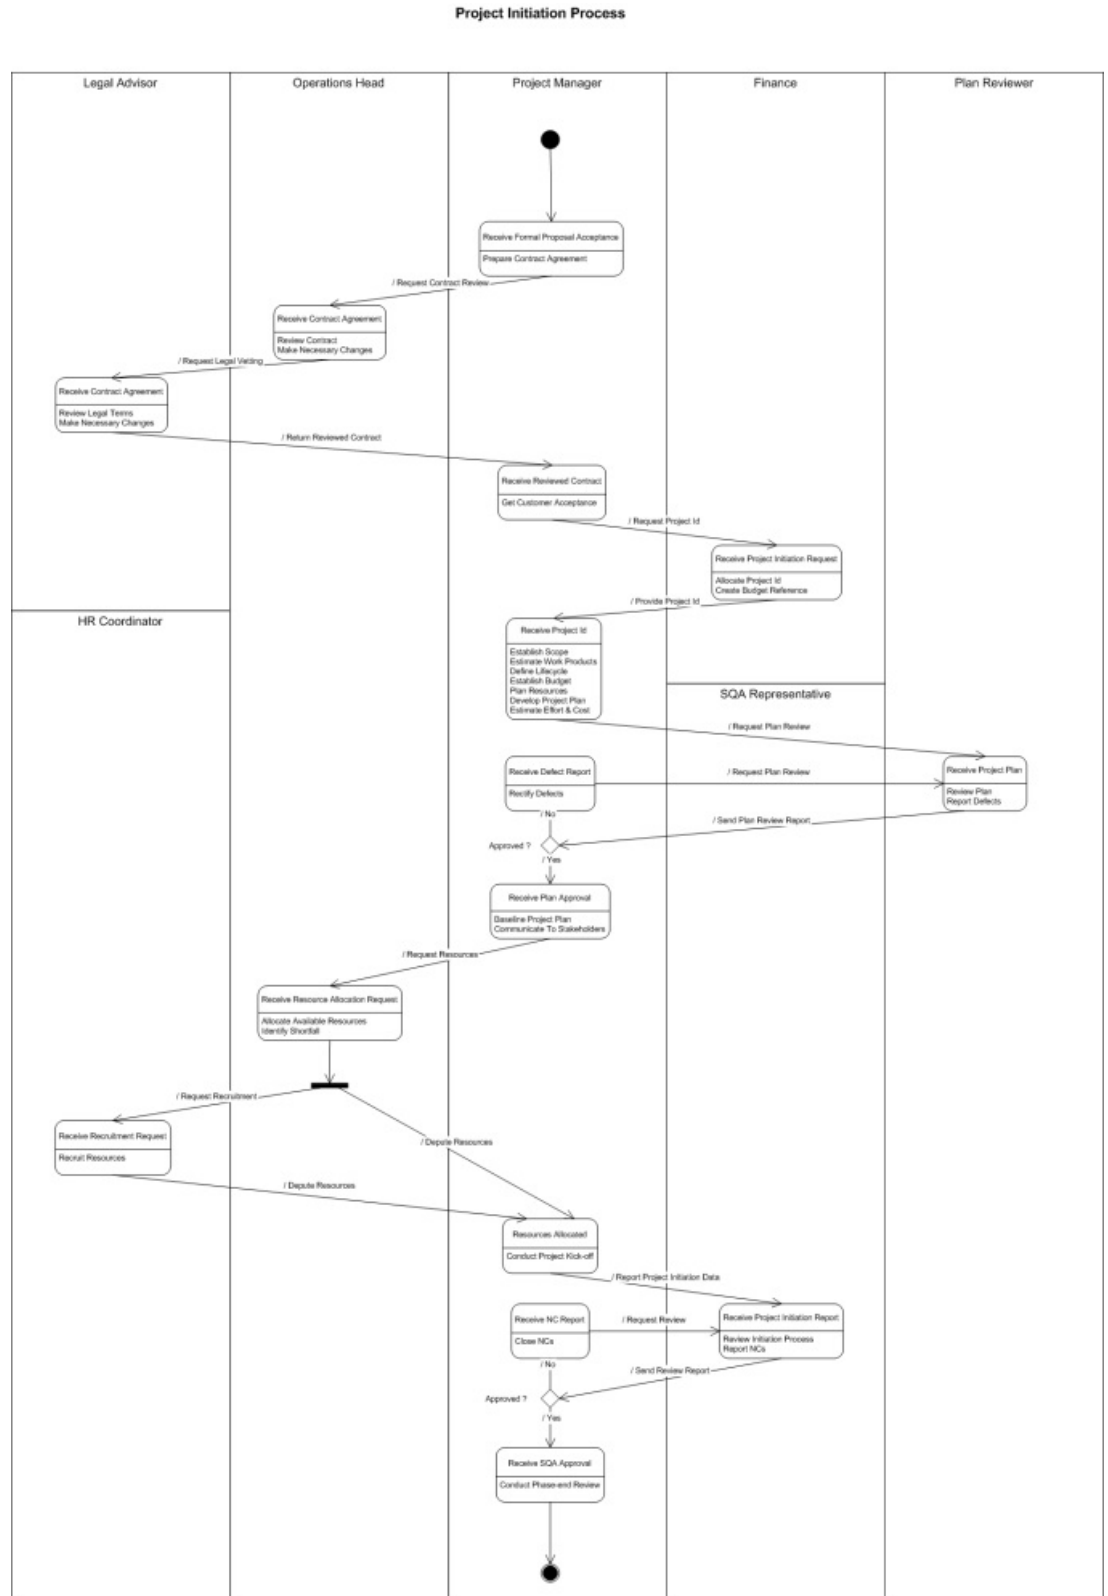 Project Initiation Process
Legal Advisor
Operations Head
Project Manager
Finance
Plan Reviewer
Receive Formal Proposal Acceptance
Prepare Contract Agreement
/ Request Contract Review
Receive Contract Agreement
Review Contract
Make Necessary Changes
/ Request Legal Vetting
Receive Contract Agreement
Review Legal Terms
Make Necessary Changes
/ Return Reviewed Contract
Receive Reviewed Contract
Get Customer Acceptance
/ Request Project Id
Receive Project Initiation Request
Allocate Project Id
Create Budget Reference
/ Provide Project Id
HR Coordinator
Receive Project Id
Establish Scope
Estimate Work Products
Define Lifecycle
Establish Budget
Plan Resources
Develop Project Plan
Estimate Effort & Cost
SQA Representative
/ Request Plan Review
Receive Project Plan
Review Plan
Report Defects
Receive Defect Report
Rectify Defects
/ Request Plan Review
/ No
/ Send Plan Review Report
Approved ?
/ Yes
Receive Plan Approval
Baseline Project Plan
Communicate To Stakeholders
/ Request Resources
Receive Resource Allocation Request
Allocate Available Resources
Identify Shortfall
/ Request Recruitment
Receive Recruitment Request
Recruit Resources
/ Depute Resources
/ Depute Resources
Resources Allocated
Conduct Project Kick-off
/ Report Project Initiation Data
Receive NC Report
Close NCs
/ Request Review
Receive Project Initiation Report
Review Initiation Process
Report NCs
/ No
/ Send Review Report
Approved ?
/ Yes
Receive SQA Approval
Conduct Phase-end Review